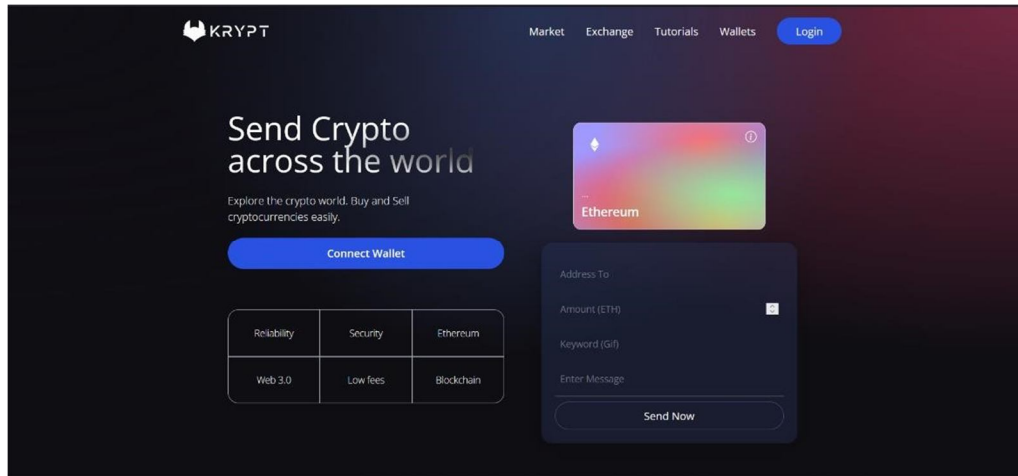 KRYPT
Market Exchange Tutorials Wallets Login
Send Crypto
across the world
Explore the crypto world. Buy and Sell
cryptocurrencies easily.
Connect Wallet
Reliability Security Ethereum
Web 3.0 Low fees Blockchain
Ethereum
Address To
Amount (ETH)
Keyword (Gif)
Enter Message
Send Now